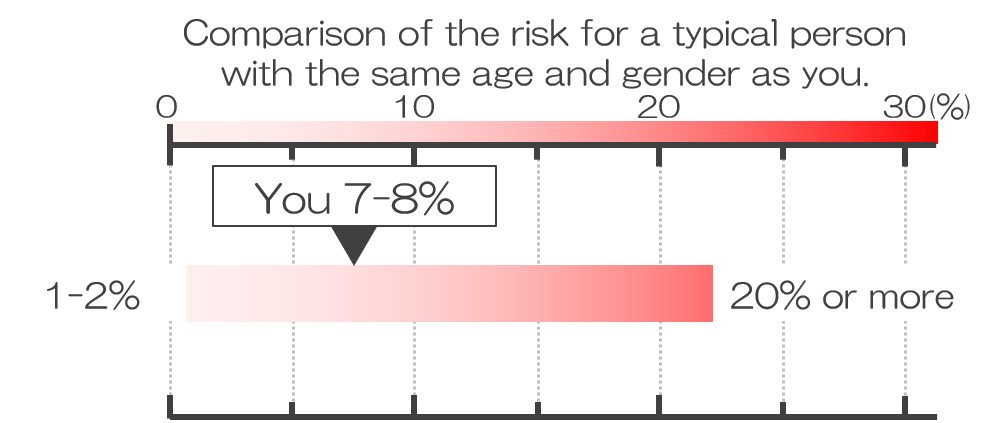 Comparison of the risk for a typical person
with the same age and gender as you.
0 10 20 30(%)
You 7-8%
1-2% 20% or more